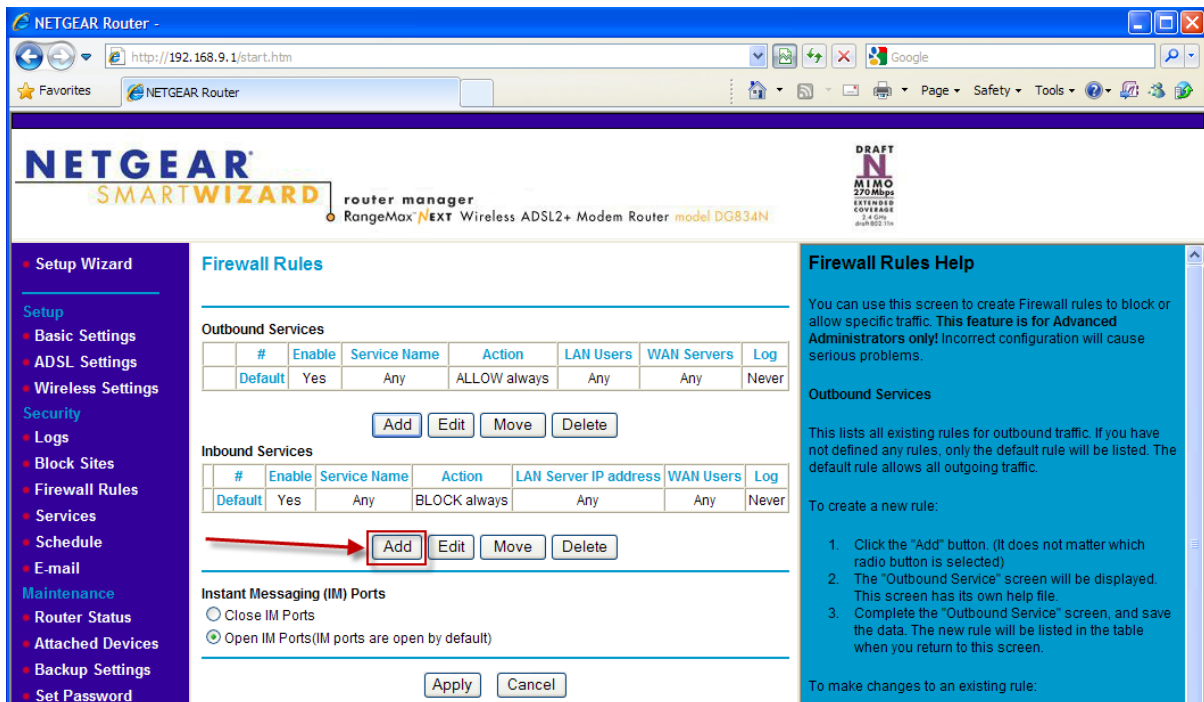 NETGEAR Router -
http://192.168.9.1/start.htm
Google
Favorites
NETGEAR Router
Page
Safety
Tools
NETGEAR
SMARTWIZARD
router manager
RangeMax NEXT Wireless ADSL2+ Modem Router model DG834N
DRAFT
N
MIMO
270 Mbps
EXTENDED
COVERAGE
2.4 GHz
draft 802.11n
Setup Wizard
Setup
Basic Settings
ADSL Settings
Wireless Settings
Security
Logs
Block Sites
Firewall Rules
Services
Schedule
E-mail
Maintenance
Router Status
Attached Devices
Backup Settings
Set Password
Firewall Rules
Outbound Services
# Enable Service Name Action LAN Users WAN Servers Log
Default Yes Any ALLOW always Any Any Never
Add Edit Move Delete
Inbound Services
# Enable Service Name Action LAN Server IP address WAN Users Log
Default Yes Any BLOCK always Any Any Never
Add Edit Move Delete
Instant Messaging (IM) Ports
Close IM Ports
Open IM Ports(IM ports are open by default)
Apply Cancel
Firewall Rules Help
You can use this screen to create Firewall rules to block or
allow specific traffic. This feature is for Advanced
Administrators only! Incorrect configuration will cause
serious problems.
Outbound Services
This lists all existing rules for outbound traffic. If you have
not defined any rules, only the default rule will be listed. The
default rule allows all outgoing traffic.
To create a new rule:
1. Click the "Add" button. (It does not matter which
radio button is selected)
2. The "Outbound Service" screen will be displayed.
This screen has its own help file.
3. Complete the "Outbound Service" screen, and save
the data. The new rule will be listed in the table
when you return to this screen.
To make changes to an existing rule: